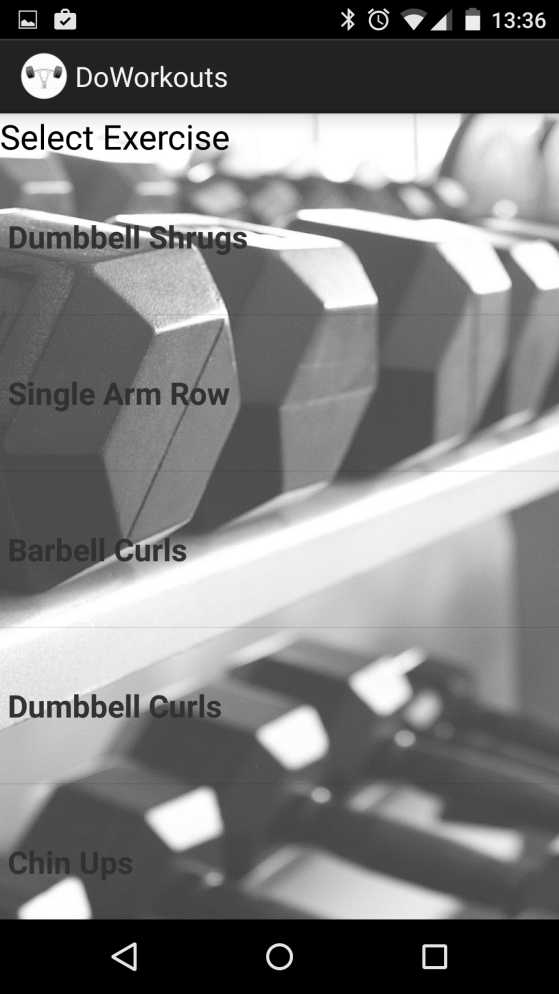 13:36
DoWorkouts
Select Exercise
Dumbbell Shrugs
Single Arm Row
Barbell Curls
Dumbbell Curls
Chin Ups